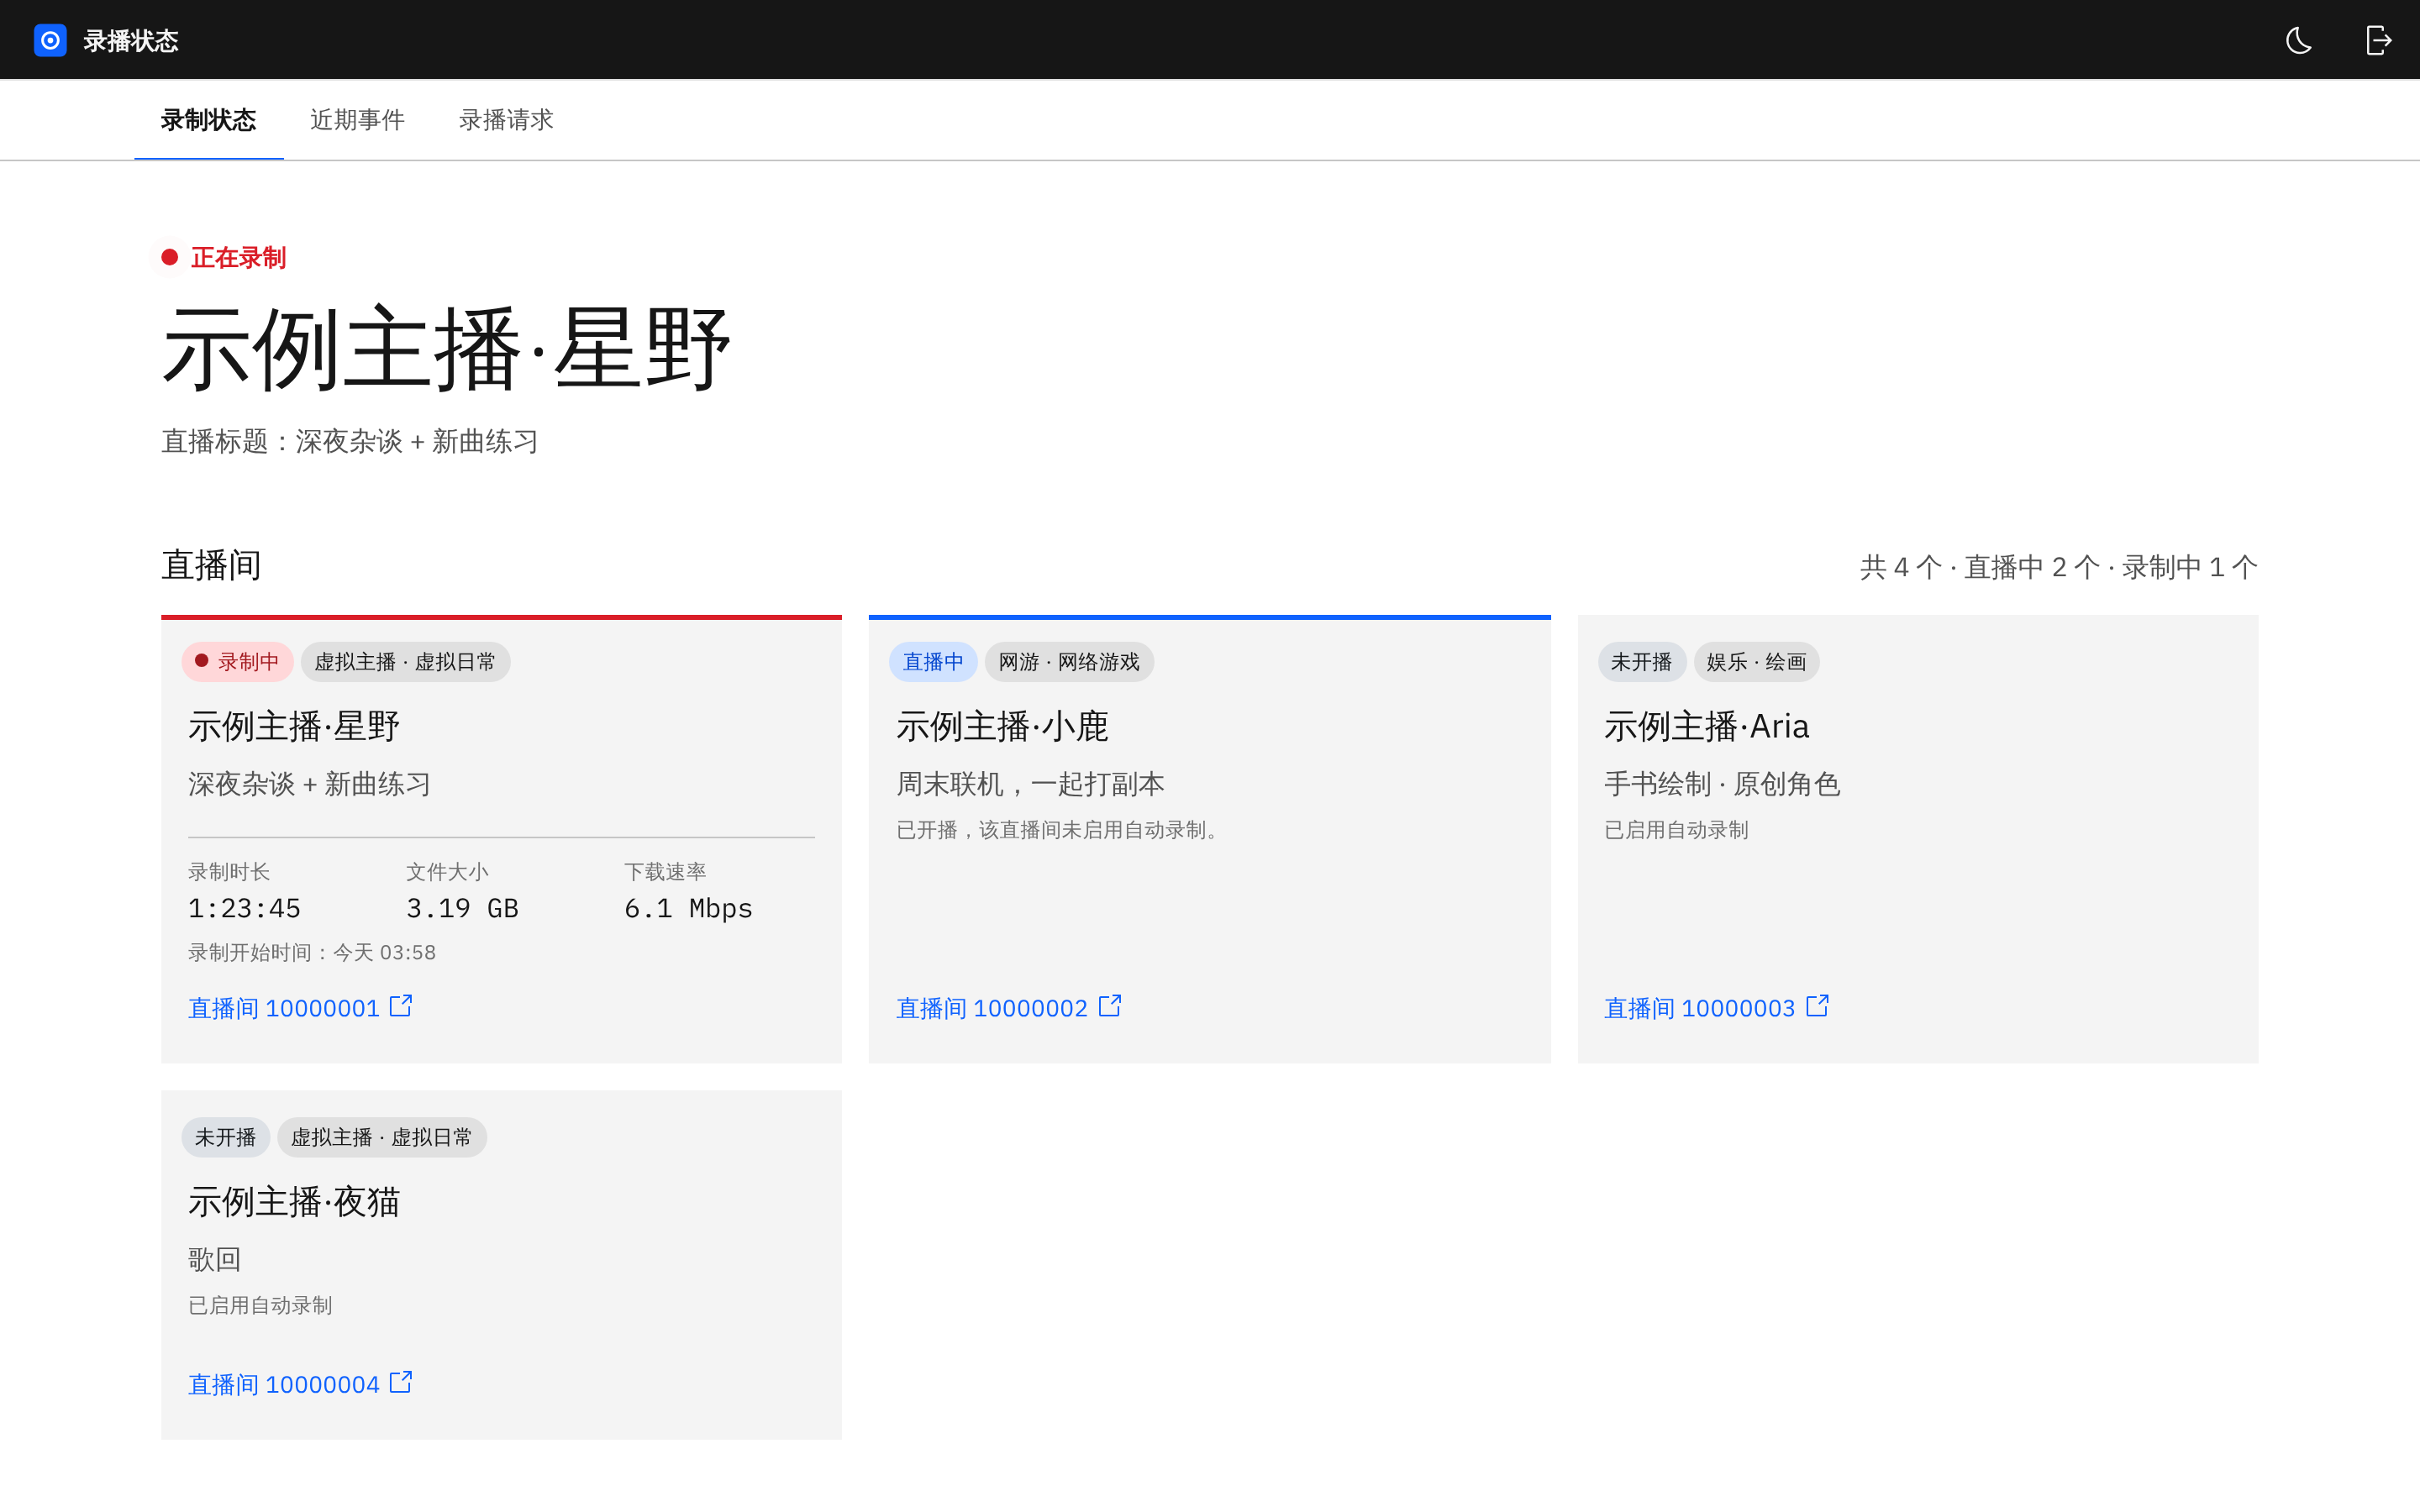 录播状态
录制状态 近期事件 录播请求
正在录制
示例主播·星野
直播标题：深夜杂谈 + 新曲练习
直播间
共 4 个 · 直播中 2 个 · 录制中 1 个
录制中 虚拟主播 · 虚拟日常
示例主播·星野
深夜杂谈 + 新曲练习
录制时长 文件大小 下载速率
1:23:45 3.19 GB 6.1 Mbps
录制开始时间：今天 03:58
直播间 10000001
直播中 网游 · 网络游戏
示例主播·小鹿
周末联机，一起打副本
已开播，该直播间未启用自动录制。
直播间 10000002
未开播 娱乐 · 绘画
示例主播·Aria
手书绘制 · 原创角色
已启用自动录制
直播间 10000003
未开播 虚拟主播 · 虚拟日常
示例主播·夜猫
歌回
已启用自动录制
直播间 10000004